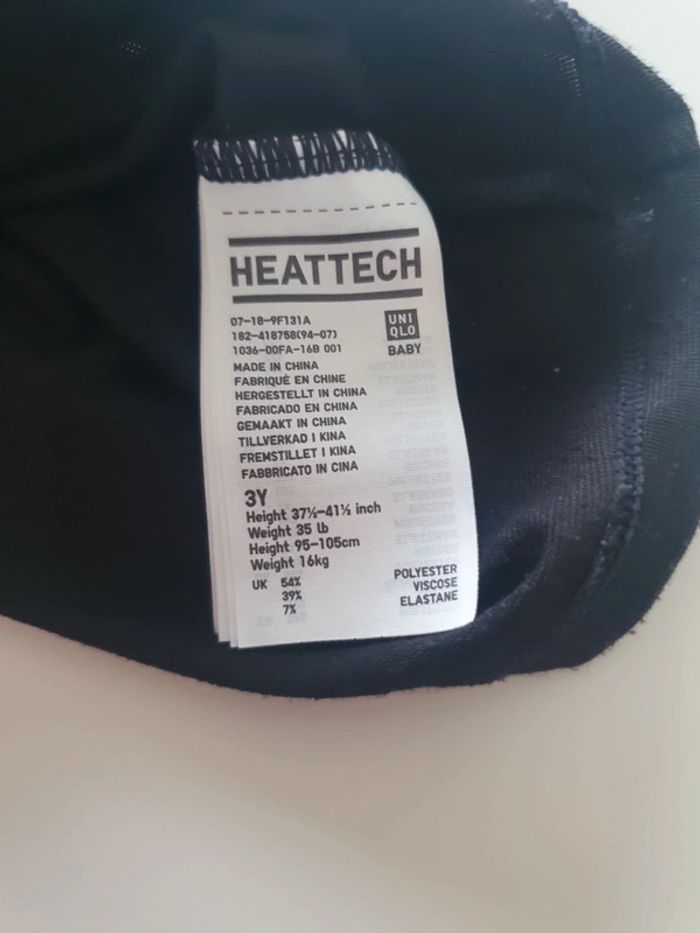 HEATTECH
07-18-9F131A
182-418758(94-07)
1036-00FA-16B 001
UNI
QLO
BABY
MADE IN CHINA
FABRIQUÉ EN CHINE
HERGESTELLT IN CHINA
FABRICADO EN CHINA
GEMAAKT IN CHINA
TILLVERKAD I KINA
FREMSTILLET I KINA
FABBRICATO IN CINA
3Y
Height 37½–41½ inch
Weight 35 lb
Height 95–105cm
Weight 16kg
UK 54% POLYESTER
39% VISCOSE
7% ELASTANE